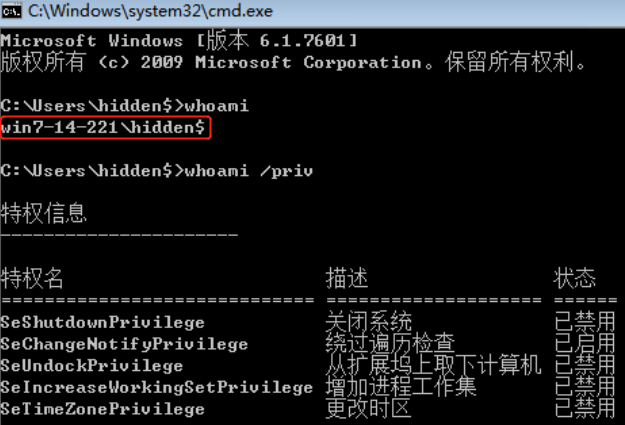 C:\Windows\system32\cmd.exe
Microsoft Windows [版本 6.1.7601]
版权所有 (c) 2009 Microsoft Corporation。保留所有权利。
C:\Users\hidden$>whoami
win7-14-221\hidden$
C:\Users\hidden$>whoami /priv
特权信息
----------------------
特权名 描述 状态
============================= ==================== ======
SeShutdownPrivilege 关闭系统 已禁用
SeChangeNotifyPrivilege 绕过遍历检查 已启用
SeUndockPrivilege 从扩展坞上取下计算机 已禁用
SeIncreaseWorkingSetPrivilege 增加进程工作集 已禁用
SeTimeZonePrivilege 更改时区 已禁用